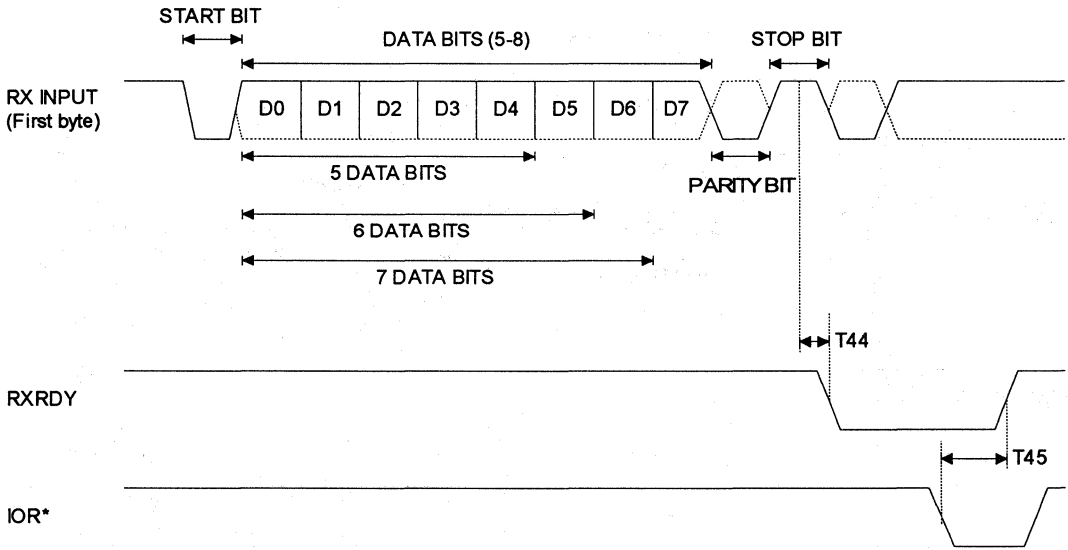 START BIT
DATA BITS (5-8)
STOP BIT
RX INPUT
(First byte)
D0 D1 D2 D3 D4 D5 D6 D7
5 DATA BITS
PARITY BIT
6 DATA BITS
7 DATA BITS
T44
RXRDY
T45
IOR*